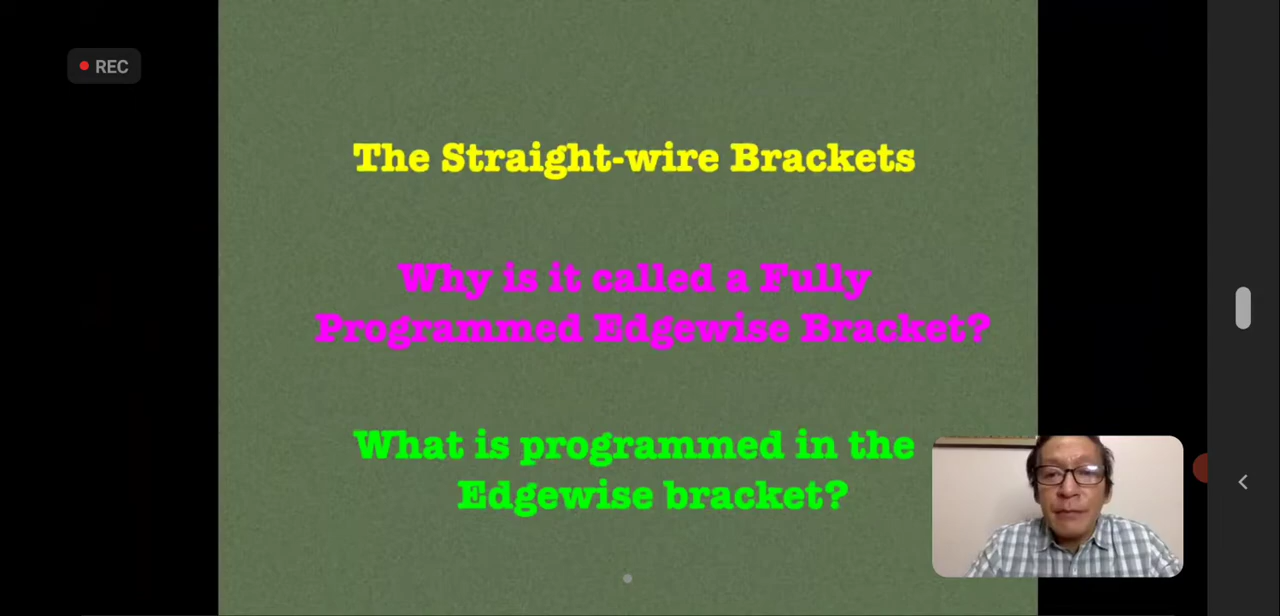 REC
The Straight-wire Brackets
Why is it called a Fully
Programmed Edgewise Bracket?
What is programmed in the
Edgewise bracket?